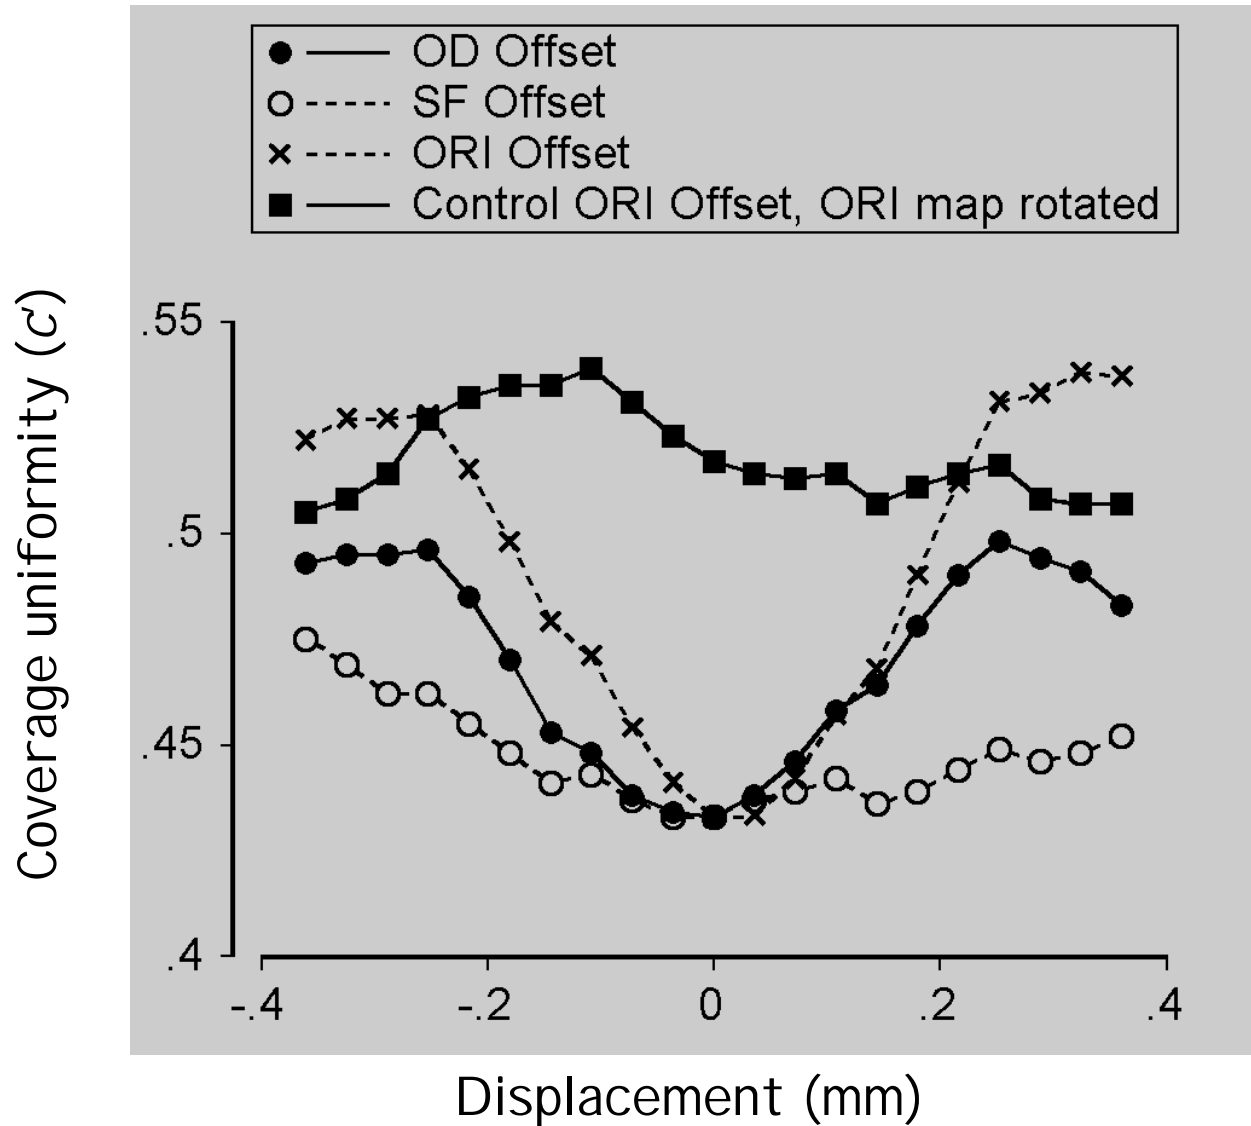 OD Offset
SF Offset
ORI Offset
Control ORI Offset, ORI map rotated
Coverage uniformity (c')
.55
.5
.45
.4
-.4 -.2 0 .2 .4
Displacement (mm)